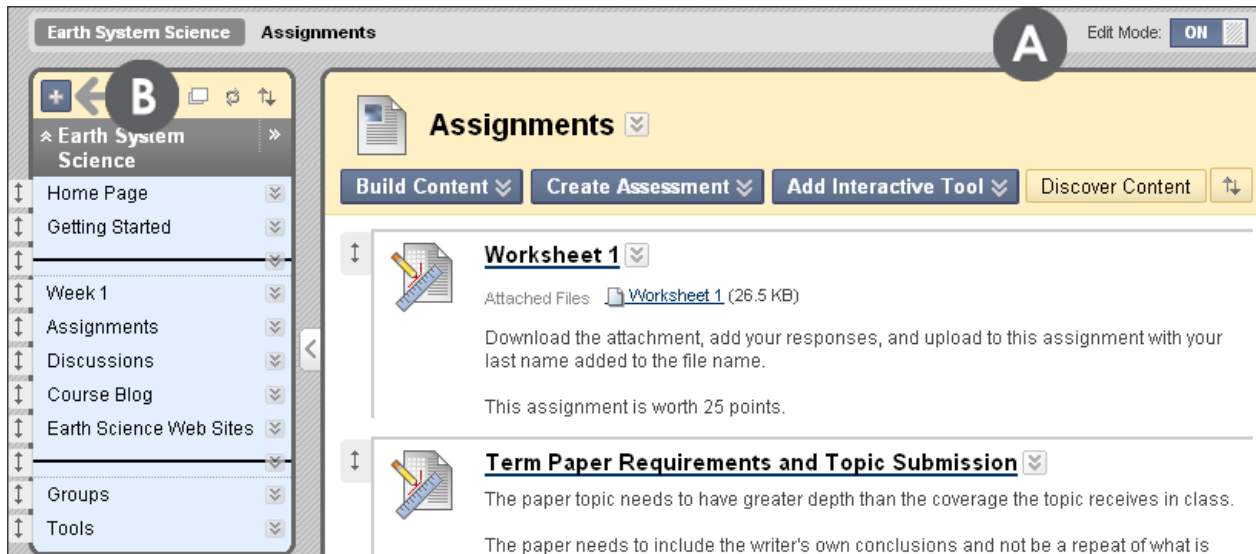 Earth System Science Assignments
A
Edit Mode: ON
B
Earth System
Science
Home Page
Getting Started
Week 1
Assignments
Discussions
Course Blog
Earth Science Web Sites
Groups
Tools
Assignments
Build Content Create Assessment Add Interactive Tool Discover Content
Worksheet 1
Attached Files Worksheet 1 (26.5 KB)
Download the attachment, add your responses, and upload to this assignment with your
last name added to the file name.
This assignment is worth 25 points.
Term Paper Requirements and Topic Submission
The paper topic needs to have greater depth than the coverage the topic receives in class.
The paper needs to include the writer's own conclusions and not be a repeat of what is